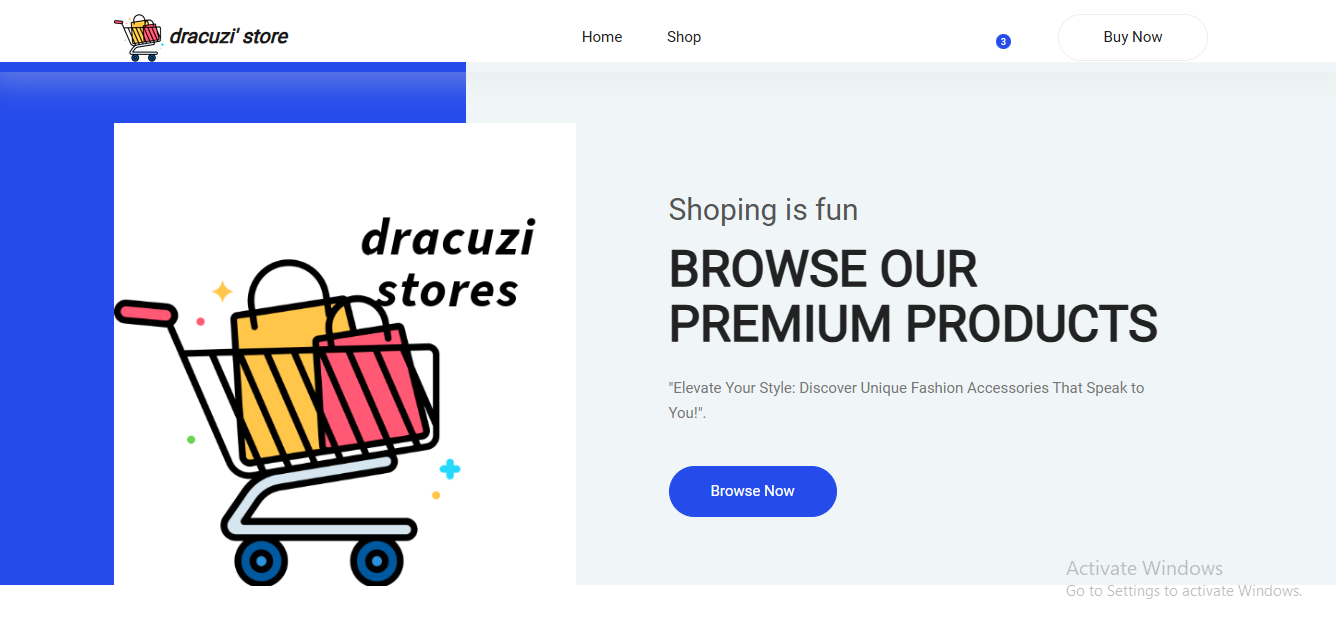 dracuzi' store
Home
Shop
3
Buy Now
dracuzi
stores
Shoping is fun
BROWSE OUR
PREMIUM PRODUCTS
"Elevate Your Style: Discover Unique Fashion Accessories That Speak to
You!".
Browse Now
Activate Windows
Go to Settings to activate Windows.